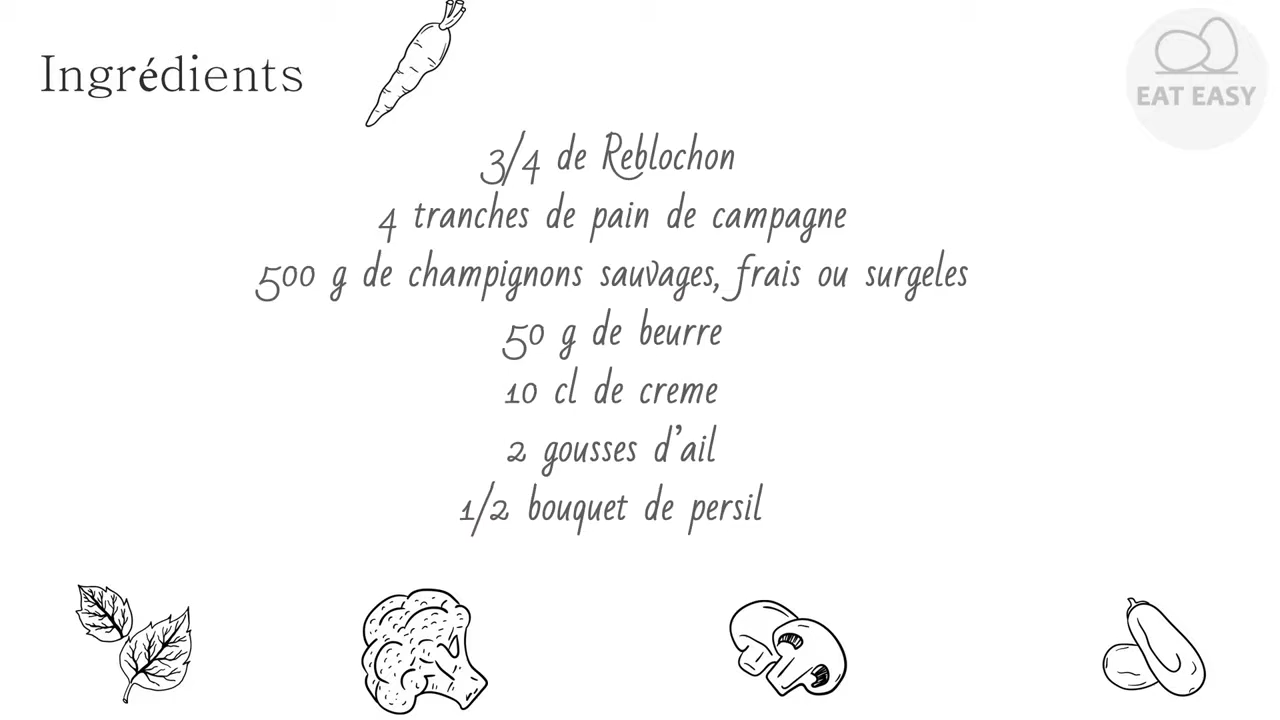 Ingrédients
EAT EASY
3/4 de Reblochon
4 tranches de pain de campagne
500 g de champignons sauvages, frais ou surgeles
50 g de beurre
10 cl de creme
2 gousses d’ail
1/2 bouquet de persil